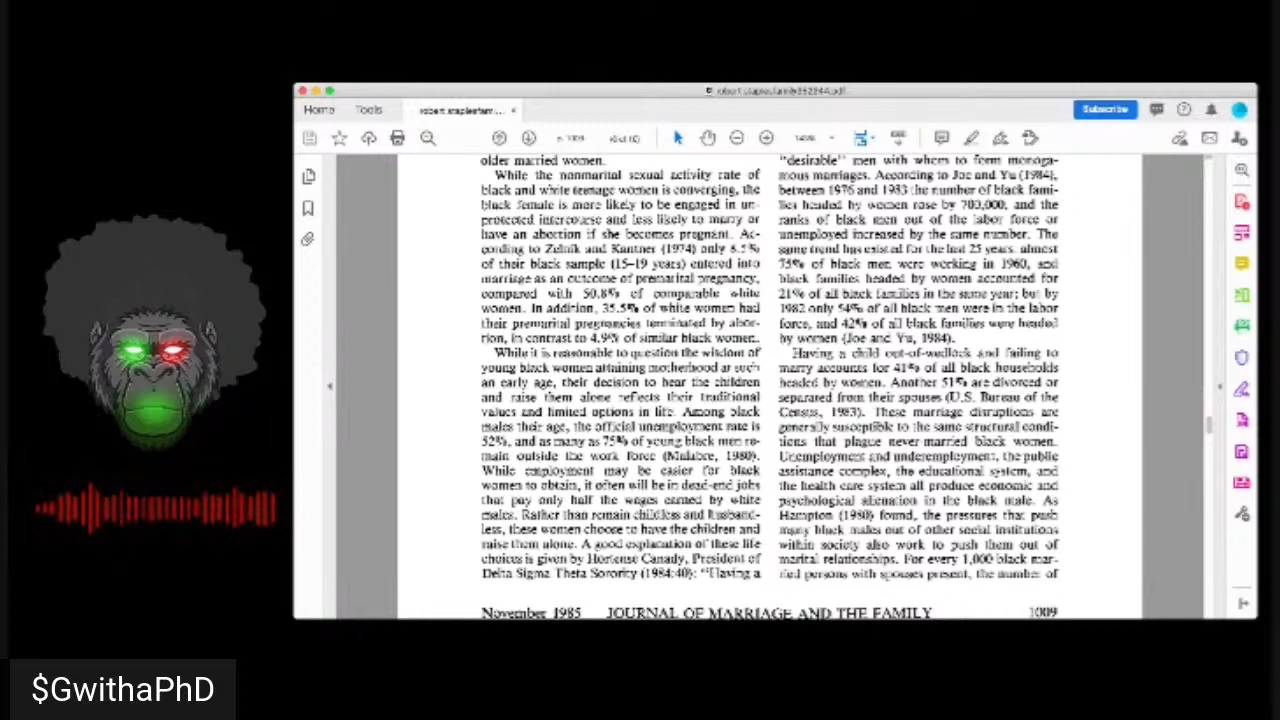 robert.staplesfamily352344.pdf
Home
Tools
robert.staplesfam...
Subscribe
older married women.
While the nonmarital sexual activity rate of
black and white teenage women is converging, the
black female is more likely to be engaged in un-
protected intercourse and less likely to marry or
have an abortion if she becomes pregnant. Ac-
cording to Zelnik and Kantner (1974) only 8.5%
of their black sample (15–19 years) entered into
marriage as an outcome of premarital pregnancy,
compared with 50.8% of comparable white
women. In addition, 35.5% of white women had
their premarital pregnancies terminated by abor-
tion, in contrast to 4.9% of similar black women.
While it is reasonable to question the wisdom of
young black women attaining motherhood at such
an early age, their decision to bear the children
and raise them alone reflects their traditional
values and limited options in life. Among black
males their age, the official unemployment rate is
52%, and as many as 75% of young black men re-
main outside the work force (Malabre, 1980).
While employment may be easier for black
women to obtain, it often will be in dead-end jobs
that pay only half the wages earned by white
males. Rather than remain childless and husband-
less, these women choose to have the children and
raise them alone. A good explanation of these life
choices is given by Hortense Canady, President of
Delta Sigma Theta Sorority (1984:40): "Having a
"desirable" men with whom to form monoga-
mous marriages. According to Joe and Yu (1984),
between 1976 and 1983 the number of black fami-
lies headed by women rose by 700,000, and the
ranks of black men out of the labor force or
unemployed increased by the same number. The
same trend has existed for the last 25 years, almost
75% of black men were working in 1960, and
black families headed by women accounted for
21% of all black families in the same year; but by
1982 only 54% of all black men were in the labor
force, and 42% of all black families were headed
by women (Joe and Yu, 1984).
Having a child out-of-wedlock and failing to
marry accounts for 41% of all black households
headed by women. Another 51% are divorced or
separated from their spouses (U.S. Bureau of the
Census, 1983). These marriage disruptions are
generally susceptible to the same structural condi-
tions that plague never-married black women.
Unemployment and underemployment, the public
assistance complex, the educational system, and
the health care system all produce economic and
psychological alienation in the black male. As
Hampton (1980) found, the pressures that push
many black males out of other social institutions
within society also work to push them out of
marital relationships. For every 1,000 black mar-
ried persons with spouses present, the number of
November 1985 JOURNAL OF MARRIAGE AND THE FAMILY 1009
$GwithaPhD